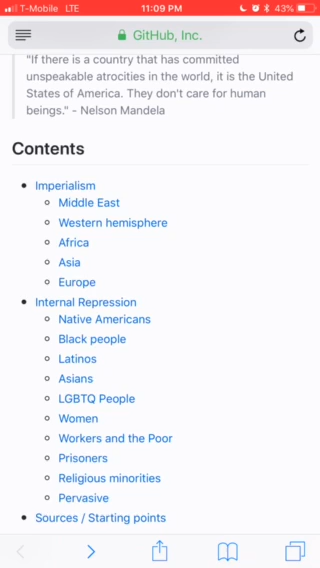 T-Mobile LTE 11:09 PM 43%
GitHub, Inc.
"If there is a country that has committed
unspeakable atrocities in the world, it is the United
States of America. They don't care for human
beings." - Nelson Mandela
Contents
Imperialism
Middle East
Western hemisphere
Africa
Asia
Europe
Internal Repression
Native Americans
Black people
Latinos
Asians
LGBTQ People
Women
Workers and the Poor
Prisoners
Religious minorities
Pervasive
Sources / Starting points